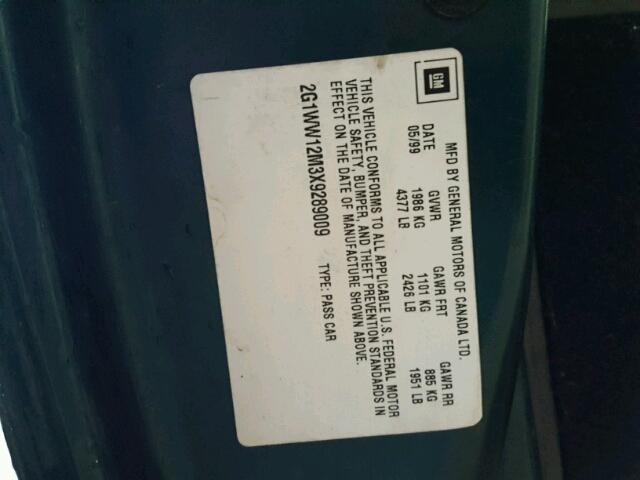 GM
MFD BY GENERAL MOTORS OF CANADA LTD.
DATE GVWR GAWR FRT GAWR RR
05/99 1986 KG 1101 KG 885 KG
4377 LB 2426 LB 1951 LB
THIS VEHICLE CONFORMS TO ALL APPLICABLE U.S. FEDERAL MOTOR
VEHICLE SAFETY, BUMPER, AND THEFT PREVENTION STANDARDS IN
EFFECT ON THE DATE OF MANUFACTURE SHOWN ABOVE.
2G1WW12M3X9289009 TYPE: PASS CAR